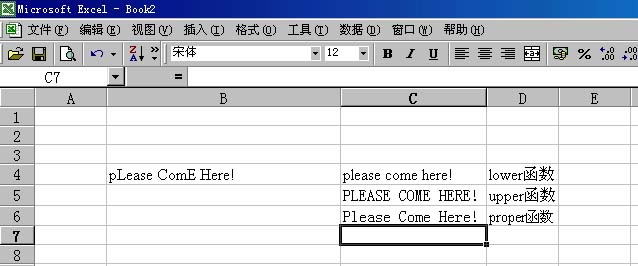 Microsoft Excel - Book2
文件(F) 编辑(E) 视图(V) 插入(I) 格式(O) 工具(T) 数据(D) 窗口(W) 帮助(H)
宋体 12 B I U % +.0 .00 .00
C7 =
A B C D E
1
2
3
4 pLease ComE Here! please come here! lower函数
5 PLEASE COME HERE! upper函数
6 Please Come Here! proper函数
7
8